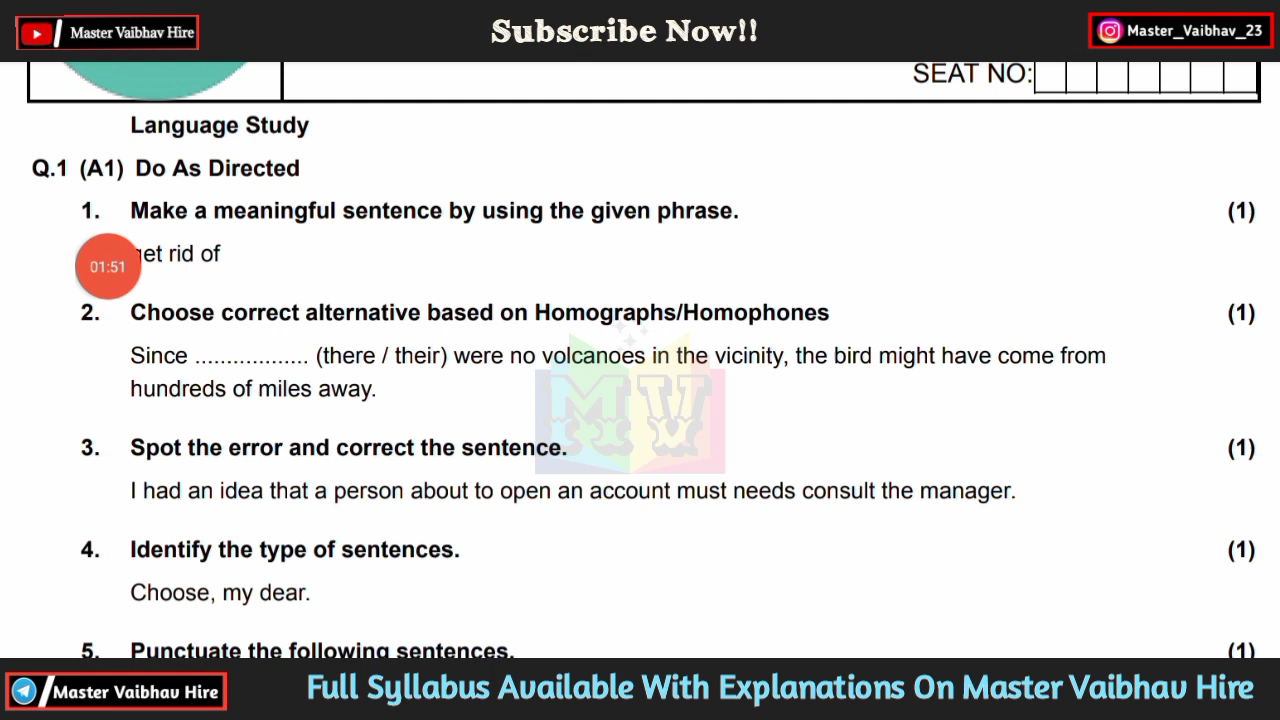 Master Vaibhav Hire
Subscribe Now!!
Master_Vaibhav_23
SEAT NO:
Language Study
Q.1 (A1) Do As Directed
1. Make a meaningful sentence by using the given phrase. (1)
get rid of
01:51
2. Choose correct alternative based on Homographs/Homophones (1)
Since .................. (there / their) were no volcanoes in the vicinity, the bird might have come from
hundreds of miles away.
MV
3. Spot the error and correct the sentence. (1)
I had an idea that a person about to open an account must needs consult the manager.
4. Identify the type of sentences. (1)
Choose, my dear.
5. Punctuate the following sentences. (1)
Master Vaibhav Hire
Full Syllabus Available With Explanations On Master Vaibhav Hire